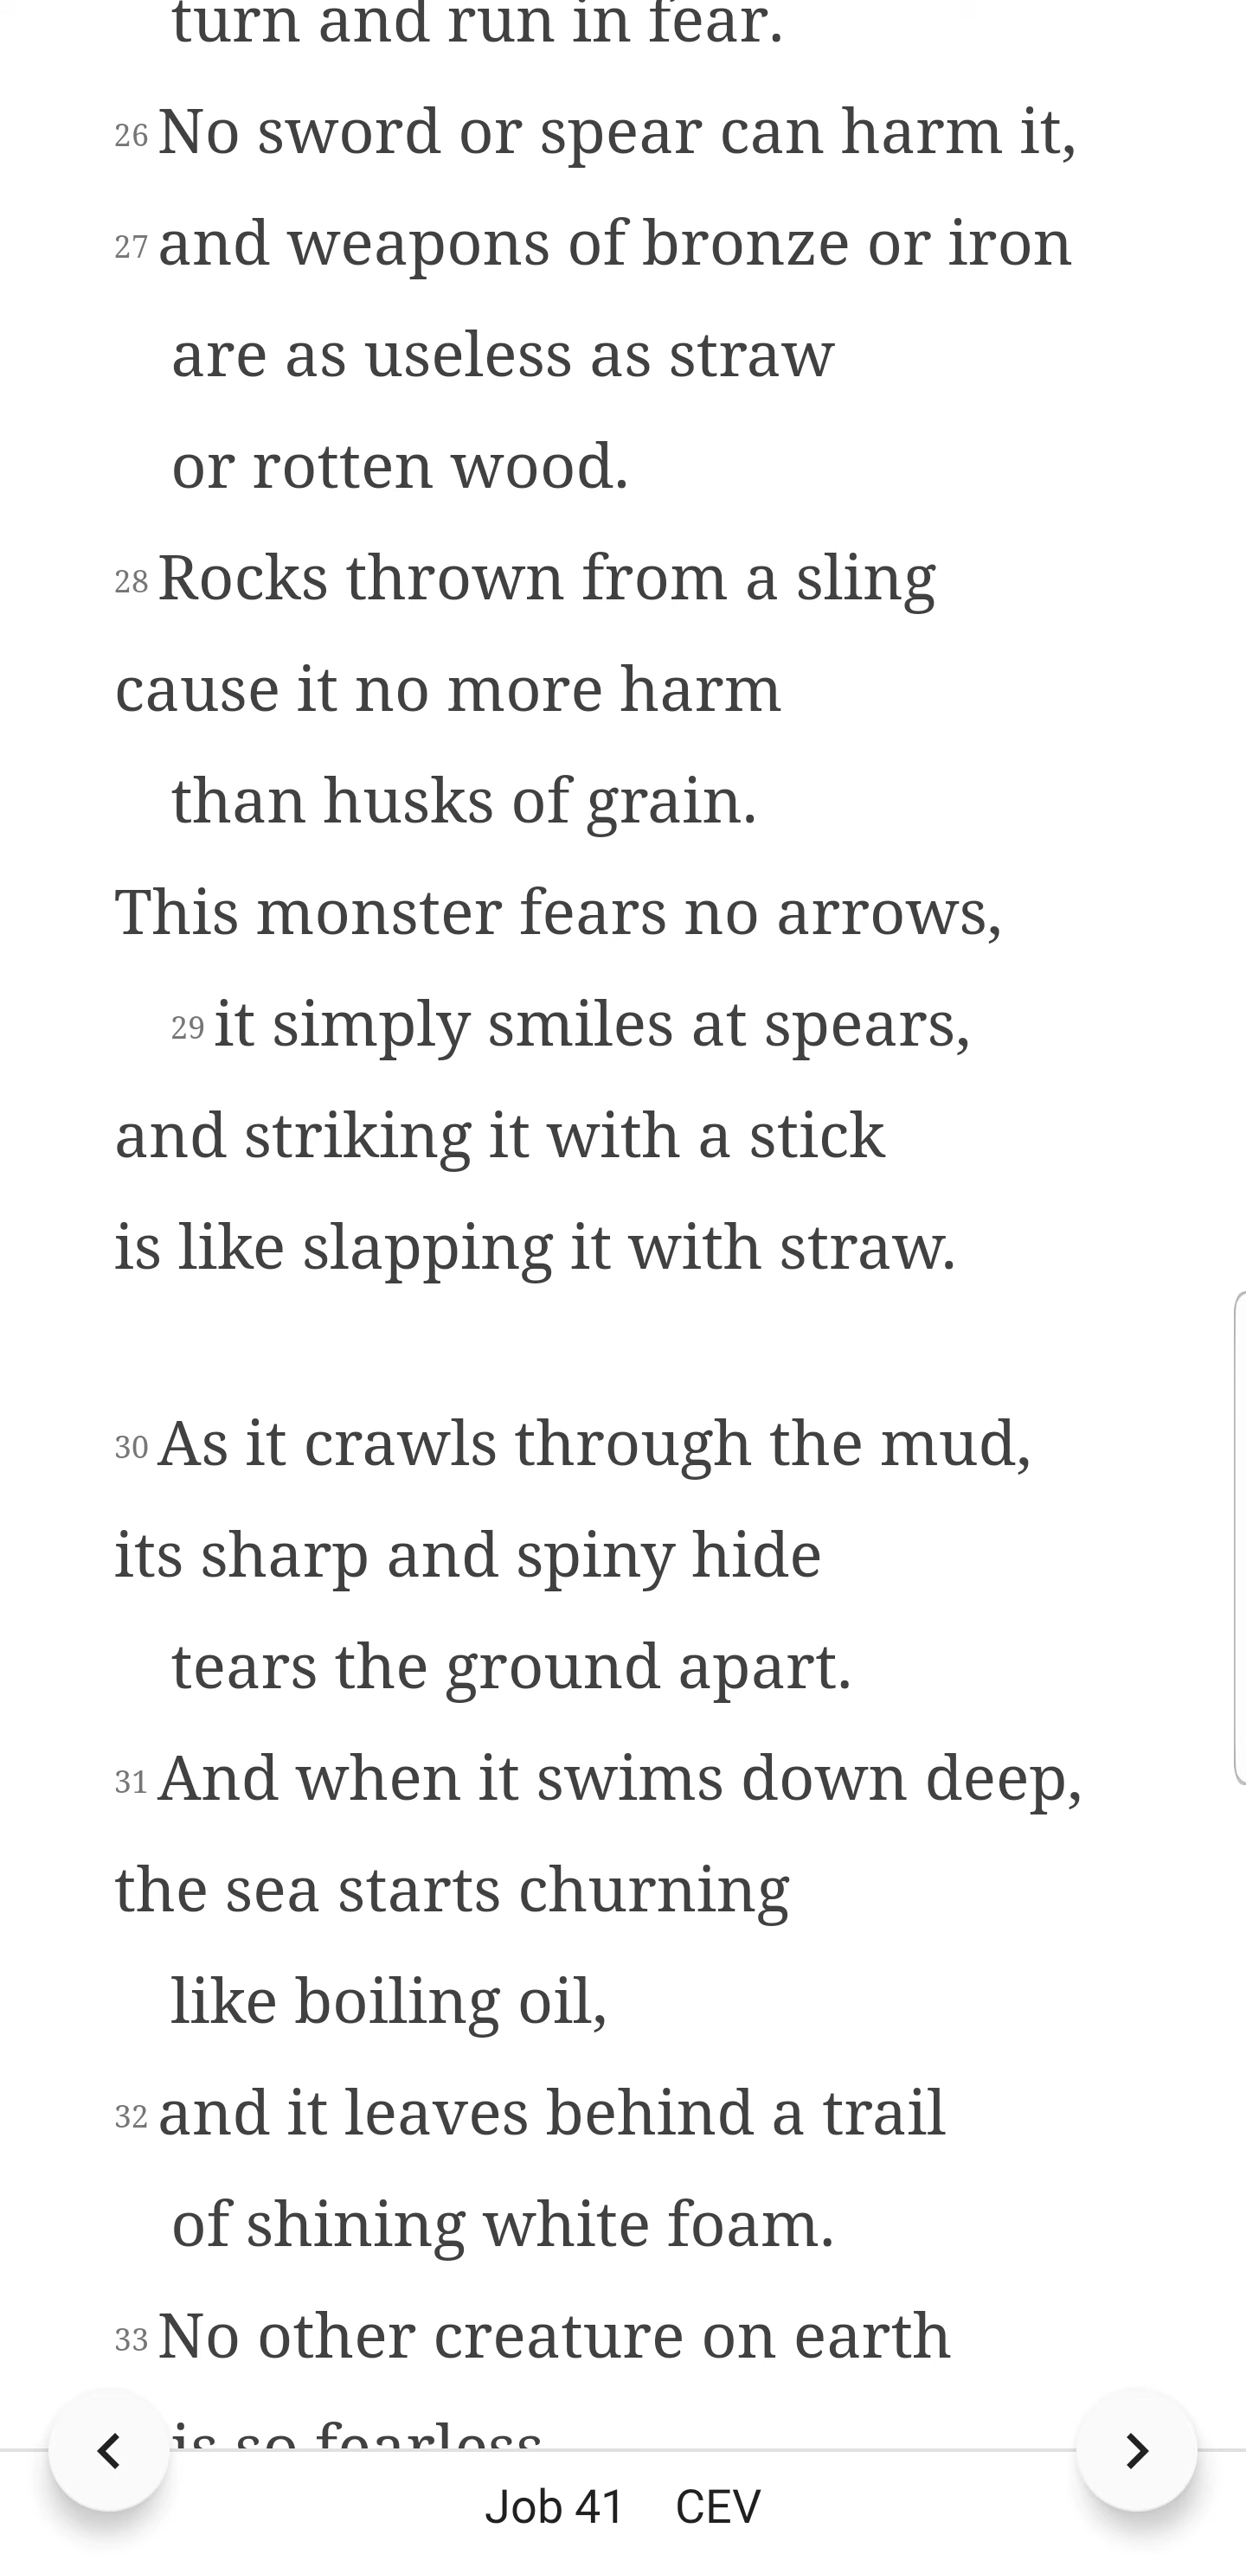 turn and run in fear.
26 No sword or spear can harm it,
27 and weapons of bronze or iron
are as useless as straw
or rotten wood.
28 Rocks thrown from a sling
cause it no more harm
than husks of grain.
This monster fears no arrows,
29 it simply smiles at spears,
and striking it with a stick
is like slapping it with straw.
30 As it crawls through the mud,
its sharp and spiny hide
tears the ground apart.
31 And when it swims down deep,
the sea starts churning
like boiling oil,
32 and it leaves behind a trail
of shining white foam.
33 No other creature on earth
is so fearless
Job 41 CEV